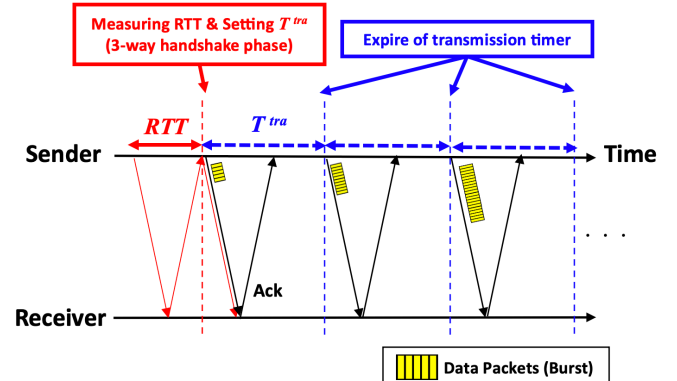 Measuring RTT & Setting T tra
(3-way handshake phase)
Expire of transmission timer
RTT
T tra
Sender
Time
. . .
Ack
Receiver
Data Packets (Burst)